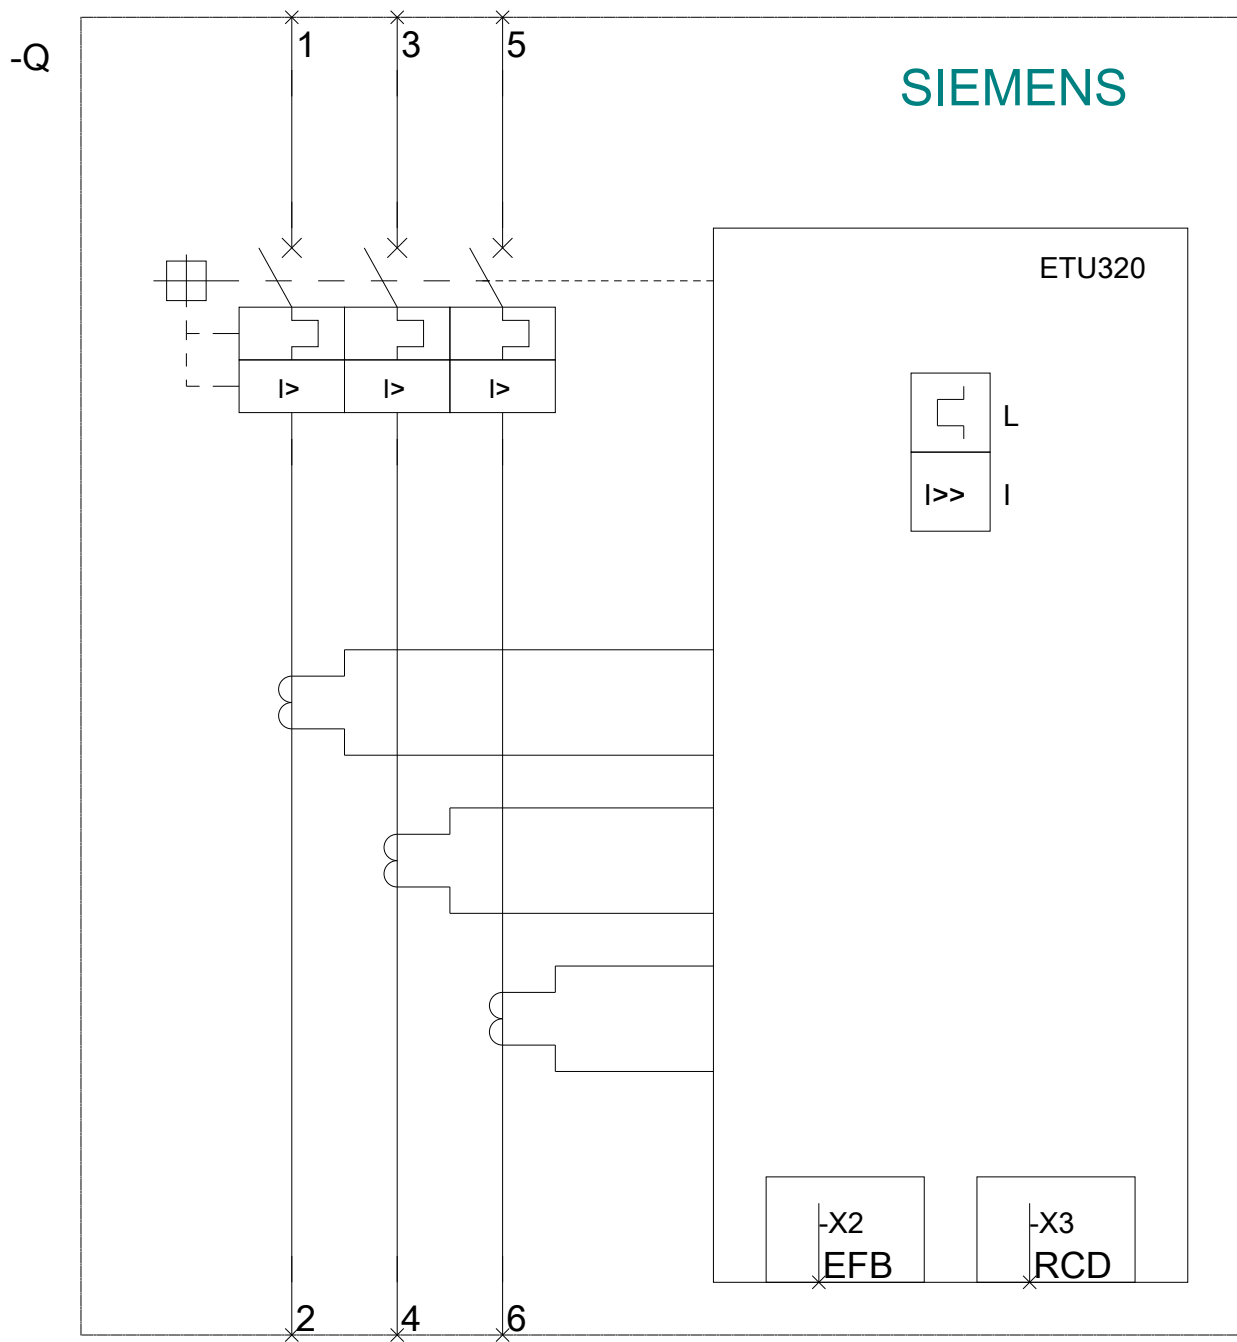 -Q
1 3 5
SIEMENS
ETU320
I> I> I>
L
I>> I
-X2 -X3
EFB RCD
2 4 6